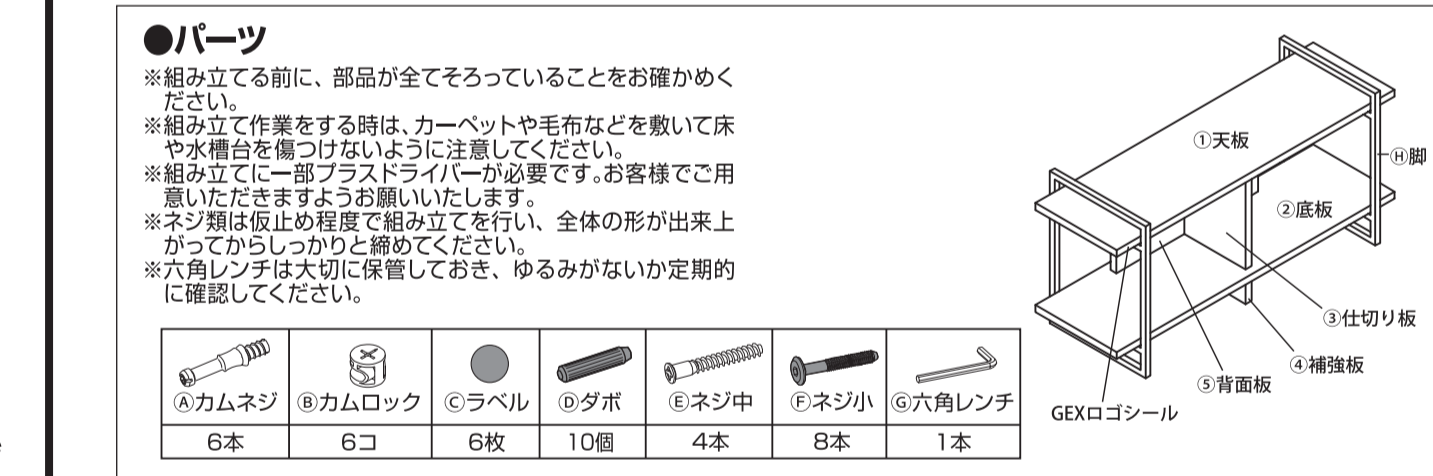 ●パーツ
※組み立てる前に、部品が全てそろっていることをお確かめく
ださい。
※組み立て作業をする時は、カーペットや毛布などを敷いて床
や水槽台を傷つけないように注意してください。
※組み立てに一部プラスドライバーが必要です。お客様でご用
意いただきますようお願いいたします。
※ネジ類は仮止め程度で組み立てを行い、全体の形が出来上
がってからしっかりと締めてください。
※六角レンチは大切に保管しておき、ゆるみがないか定期的
に確認してください。
Ⓐカムネジ Ⓑカムロック Ⓒラベル Ⓓダボ Ⓔネジ中 Ⓕネジ小 Ⓖ六角レンチ
6本 6コ 6枚 10個 4本 8本 1本
①天板
Ⓗ脚
②底板
③仕切り板
④補強板
⑤背面板
GEXロゴシール